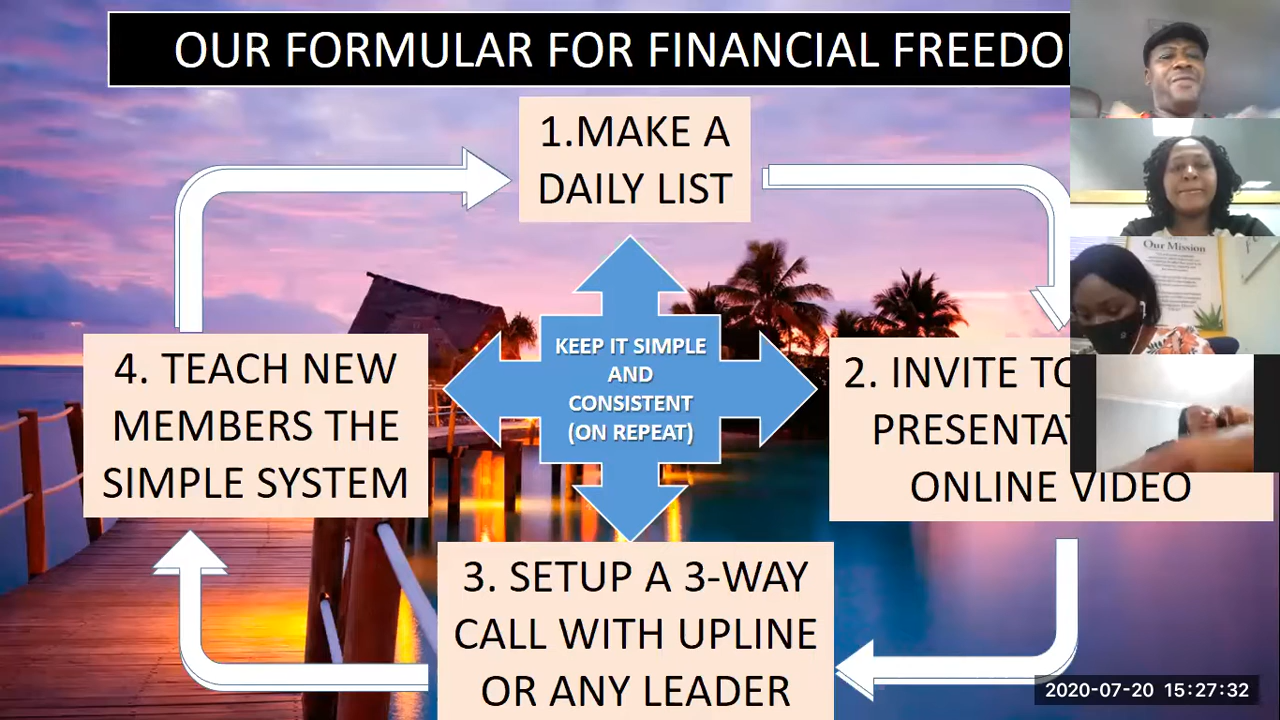 OUR FORMULAR FOR FINANCIAL FREEDO
1.MAKE A
DAILY LIST
2. INVITE TO
PRESENTAT
ONLINE VIDEO
3. SETUP A 3-WAY
CALL WITH UPLINE
OR ANY LEADER
4. TEACH NEW
MEMBERS THE
SIMPLE SYSTEM
KEEP IT SIMPLE
AND
CONSISTENT
(ON REPEAT)
Our Mission
2020-07-20 15:27:32